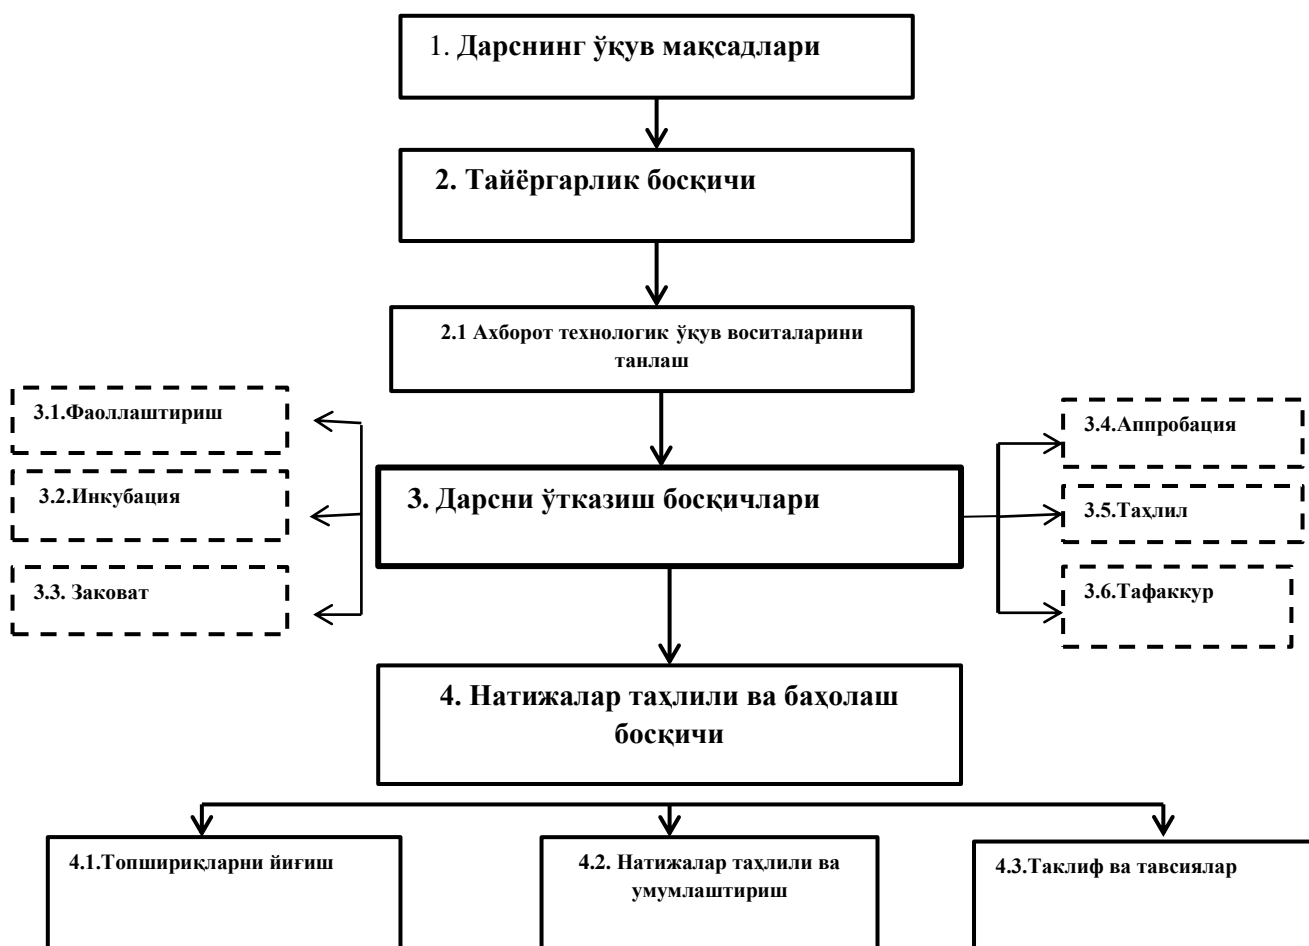 1. Дарснинг ўқув мақсадлари
2. Тайёргарлик босқичи
2.1 Ахборот технологик ўқув воситаларини
танлаш
3.1.Фаоллаштириш
3.2.Инкубация
3.3. Заковат
3. Дарсни ўтказиш босқичлари
3.4.Аппробация
3.5.Таҳлил
3.6.Тафаккур
4. Натижалар таҳлили ва баҳолаш
босқичи
4.1.Топшириқларни йиғиш
4.2. Натижалар таҳлили ва
умумлаштириш
4.3.Таклиф ва тавсиялар